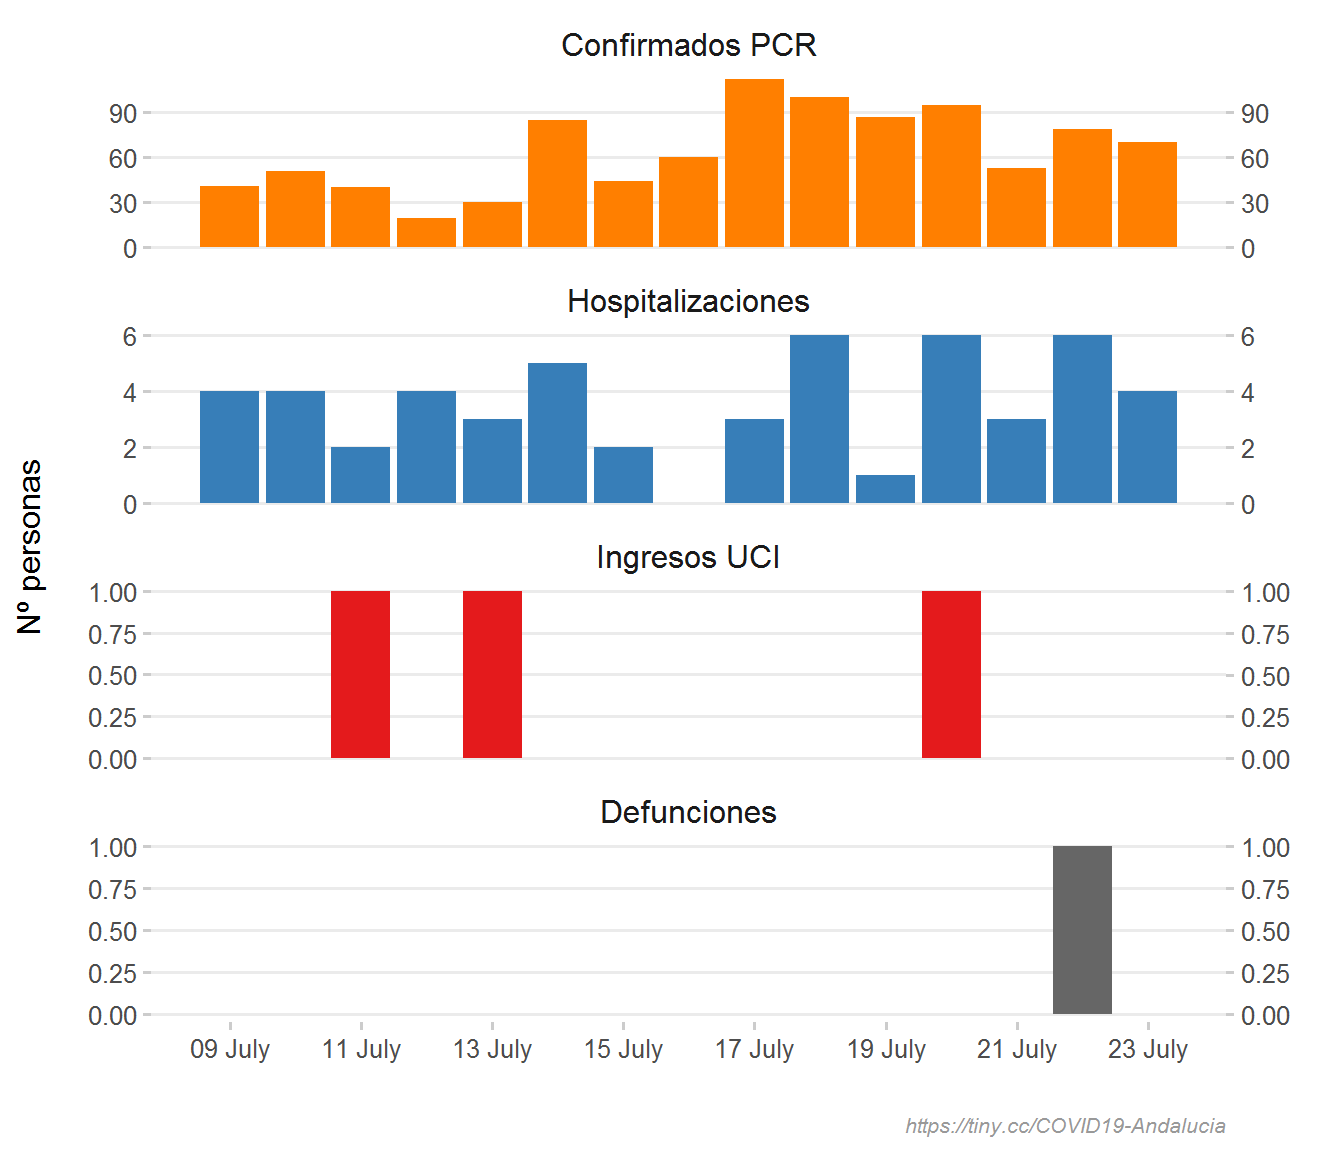 Confirmados PCR
90 90
60 60
30 30
0 0
Hospitalizaciones
6 6
4 4
2 2
0 0
Nº personas
Ingresos UCI
1.00 1.00
0.75 0.75
0.50 0.50
0.25 0.25
0.00 0.00
Defunciones
1.00 1.00
0.75 0.75
0.50 0.50
0.25 0.25
0.00 0.00
09 July 11 July 13 July 15 July 17 July 19 July 21 July 23 July
https://tiny.cc/COVID19-Andalucia